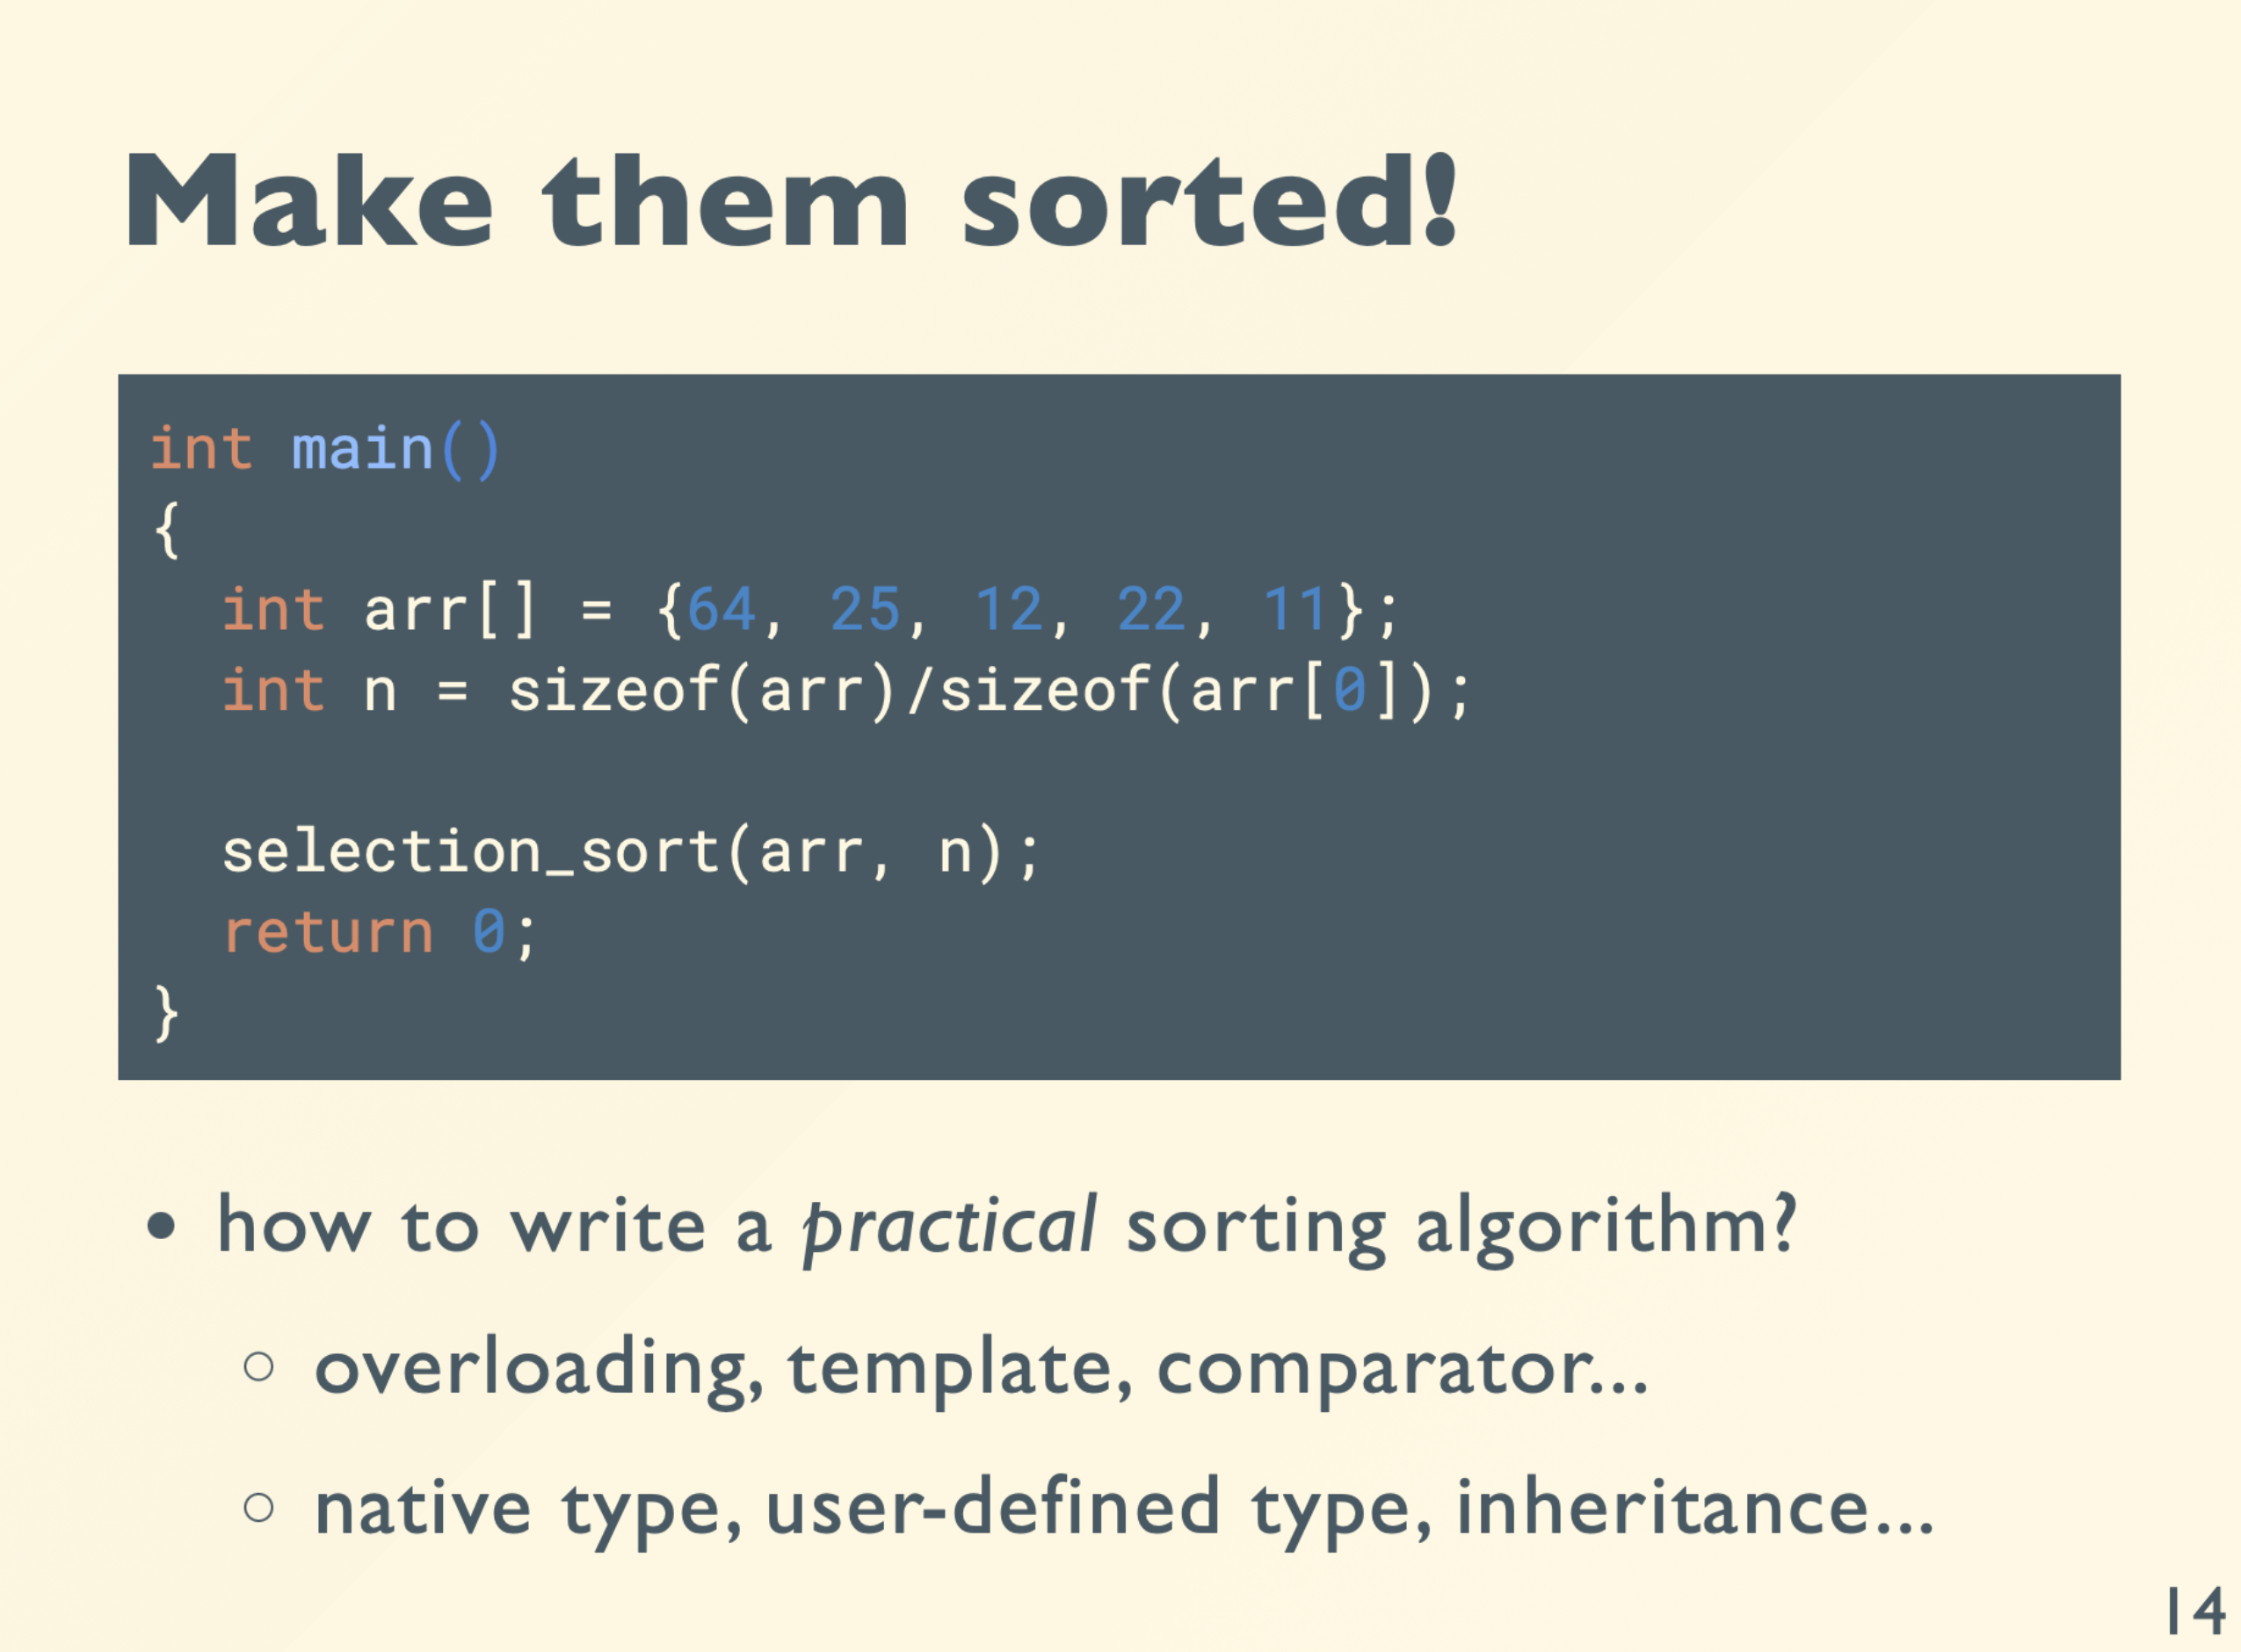 Make them sorted!
int main()
{
  int arr[] = {64, 25, 12, 22, 11};
  int n = sizeof(arr)/sizeof(arr[0]);
  selection_sort(arr, n);
  return 0;
}
• how to write a practical sorting algorithm?
○ overloading, template, comparator...
○ native type, user-defined type, inheritance...
14